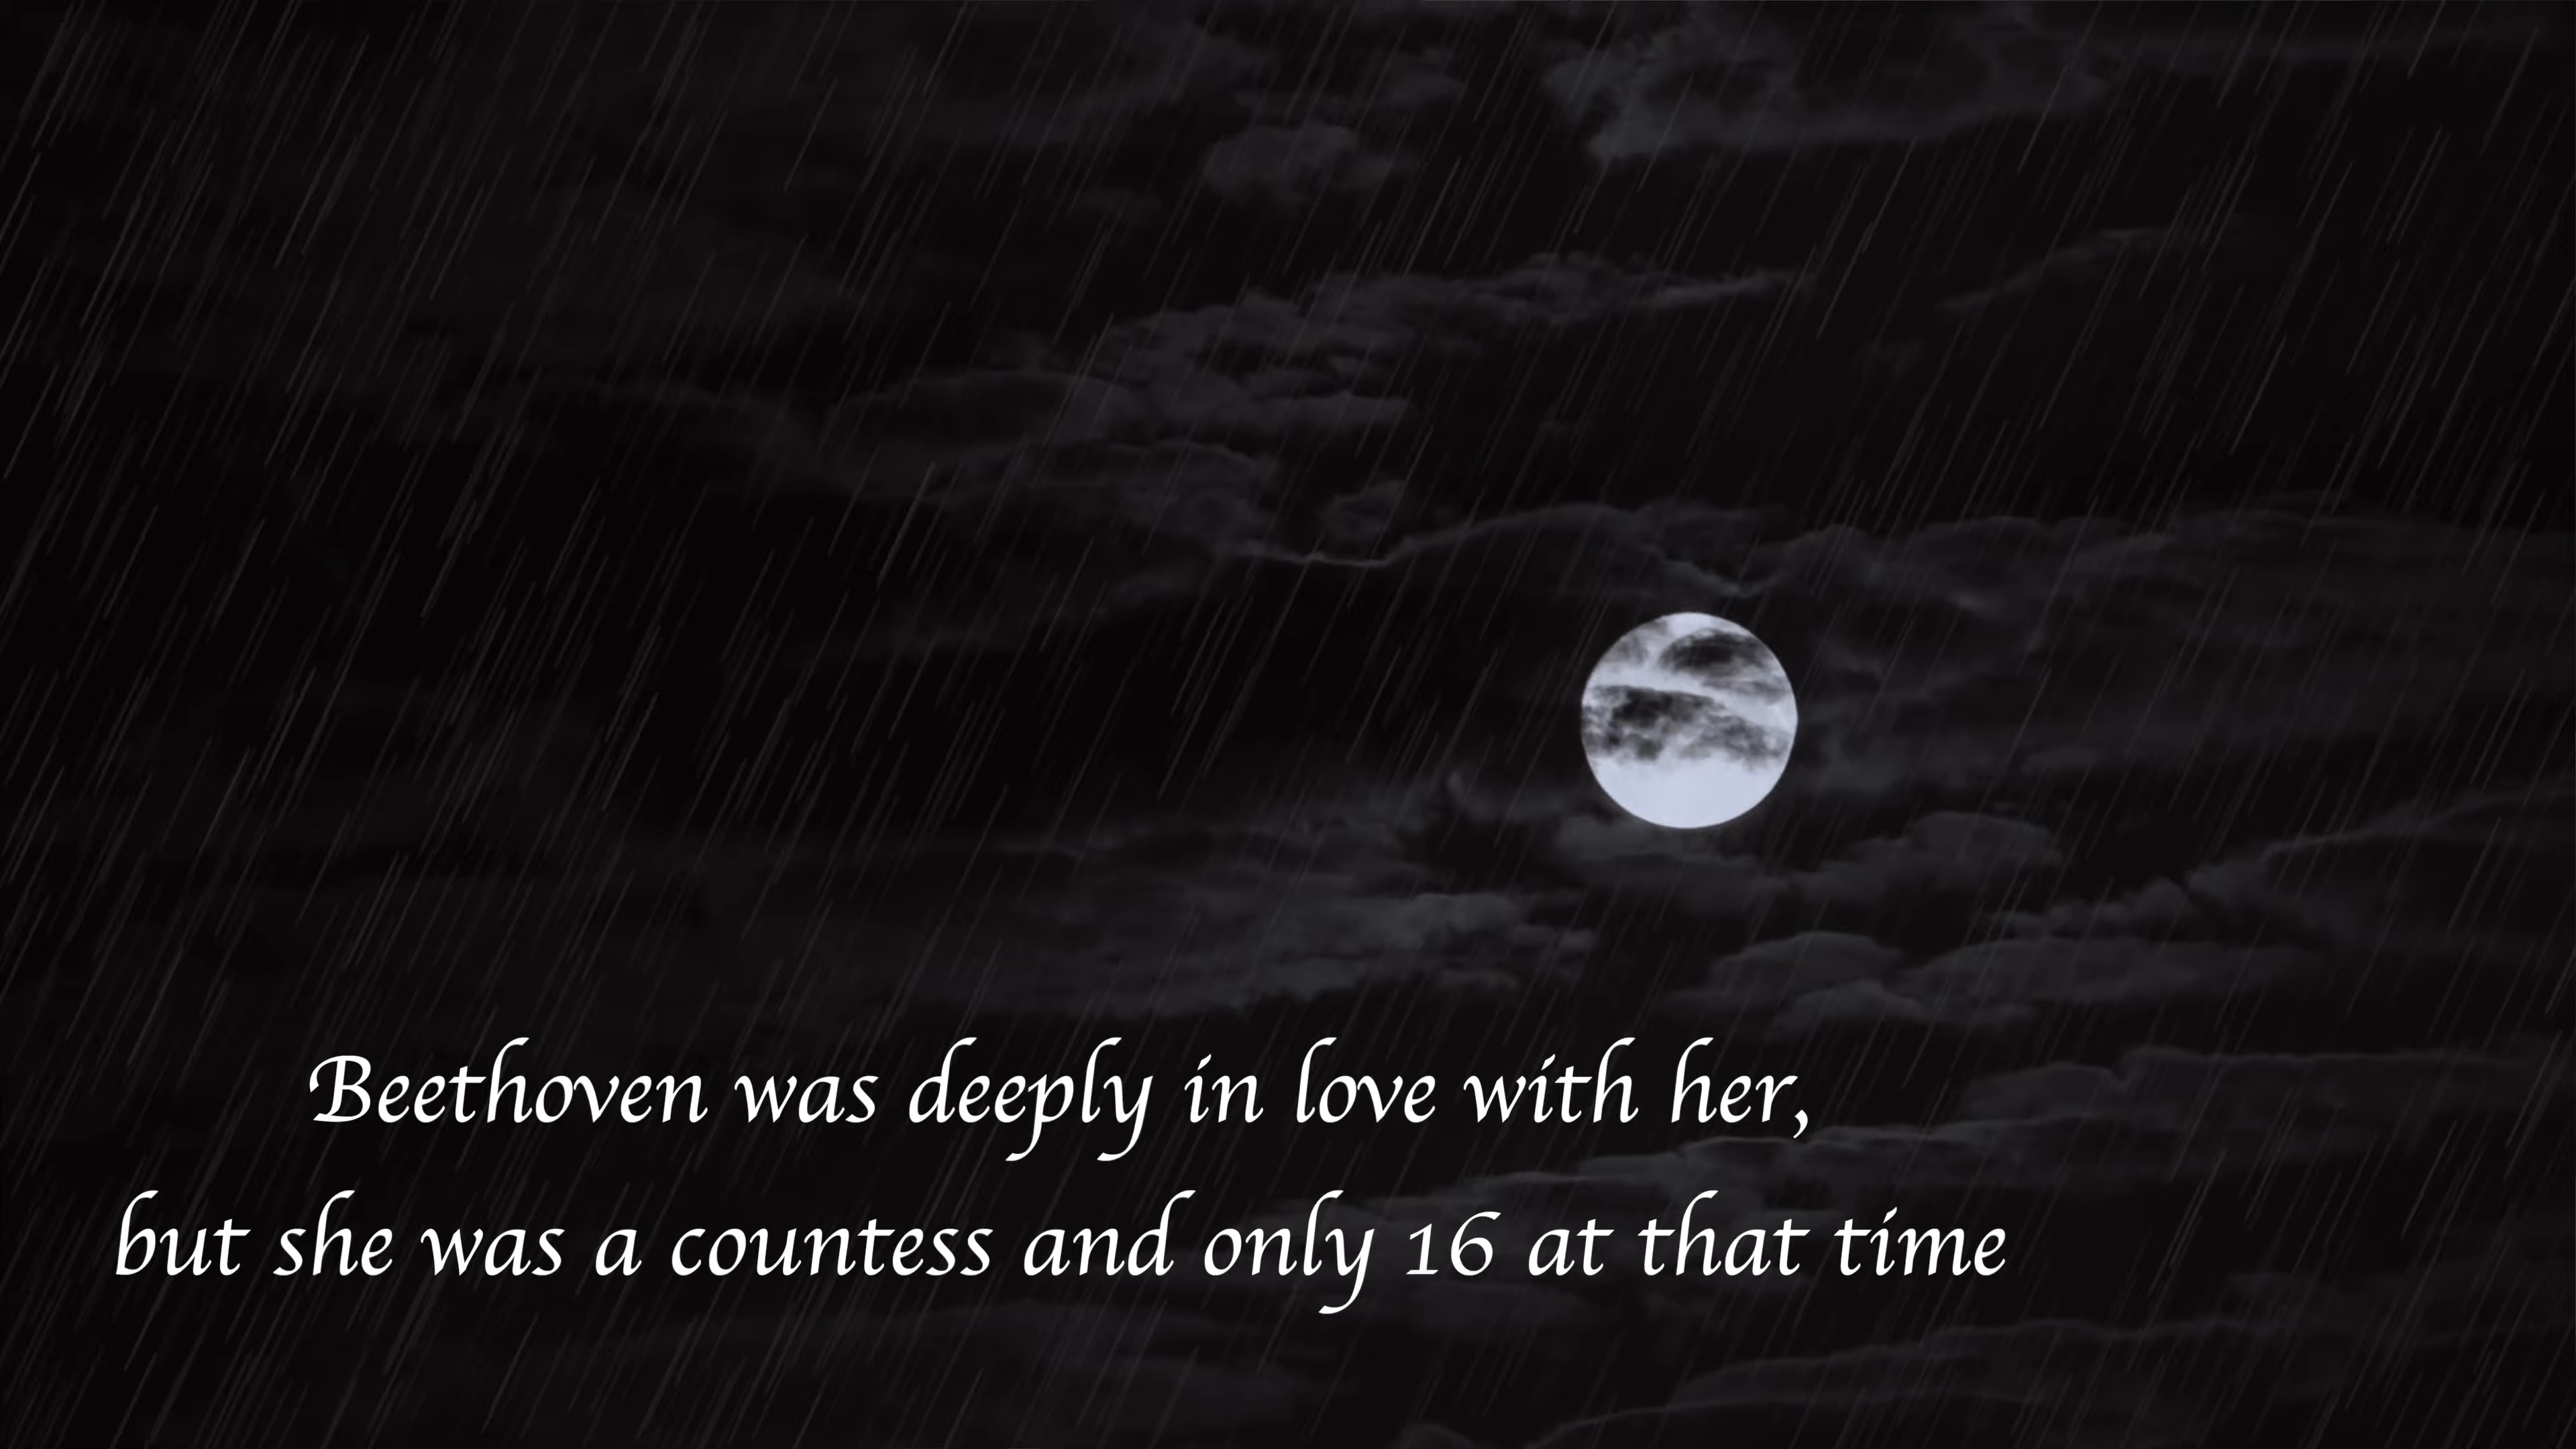 Beethoven was deeply in love with her,
but she was a countess and only 16 at that time